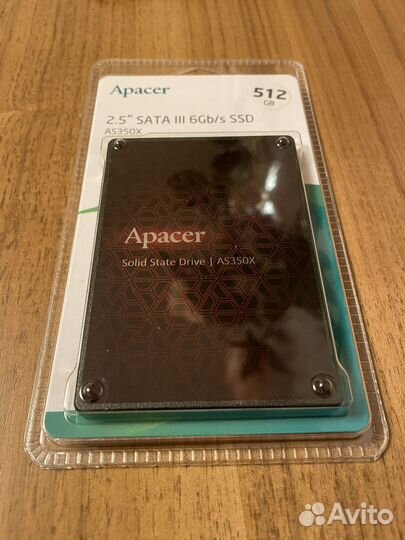 Apacer
512
GB
2.5" SATA III 6Gb/s SSD
AS350X
Apacer
Solid State Drive | AS350X
Avito